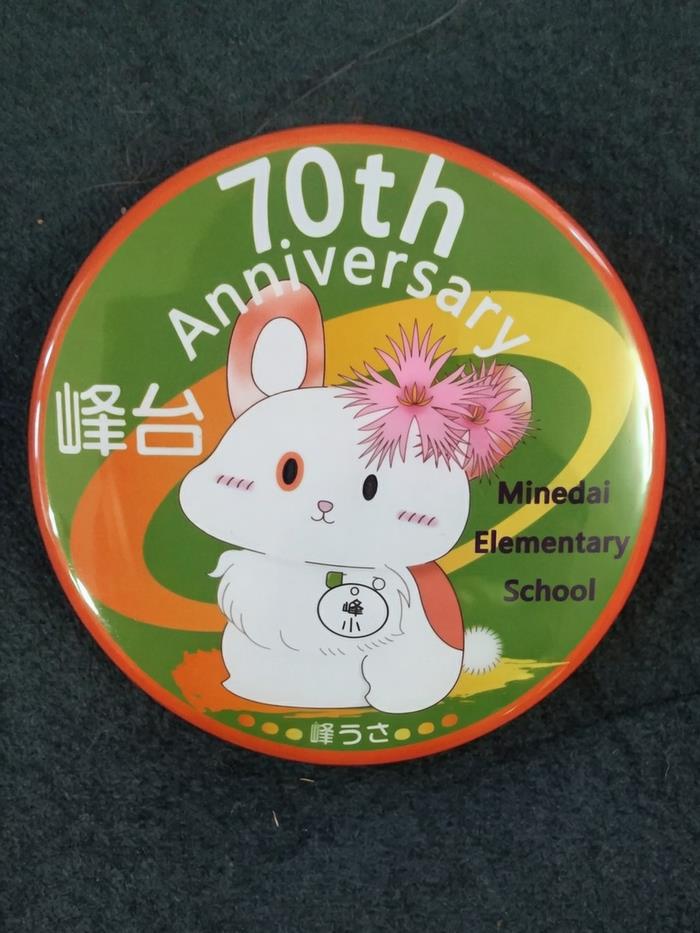 70th
Anniversary
峰台
Minedai
Elementary
School
峰
小
峰うさ